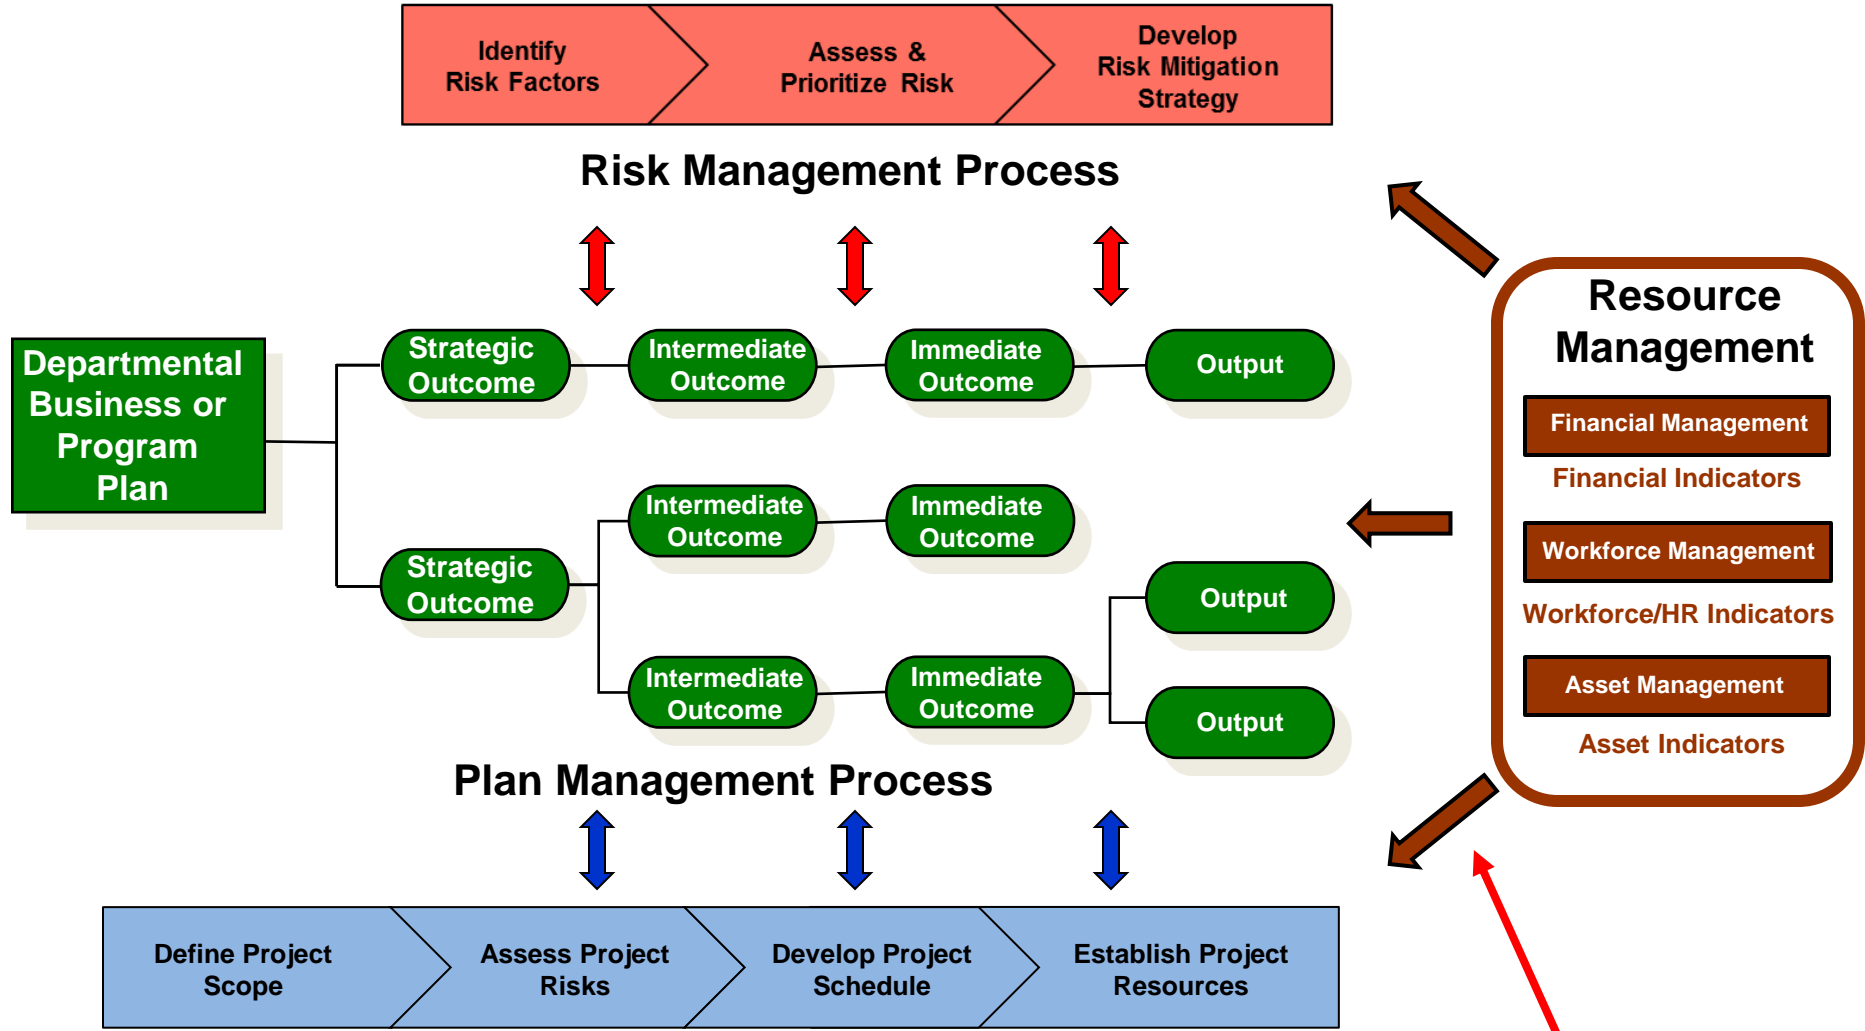 Identify
Risk Factors
Assess &
Prioritize Risk
Develop
Risk Mitigation
Strategy
Risk Management Process
Departmental
Business or
Program
Plan
Strategic
Outcome
Intermediate
Outcome
Immediate
Outcome
Output
Intermediate
Outcome
Immediate
Outcome
Strategic
Outcome
Output
Intermediate
Outcome
Immediate
Outcome
Output
Plan Management Process
Resource
Management
Financial Management
Financial Indicators
Workforce Management
Workforce/HR Indicators
Asset Management
Asset Indicators
Define Project
Scope
Assess Project
Risks
Develop Project
Schedule
Establish Project
Resources